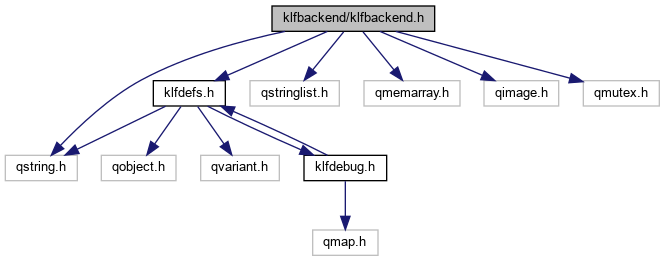 klfbackend/klfbackend.h
klfdefs.h
qstringlist.h
qmemarray.h
qimage.h
qmutex.h
qstring.h
qobject.h
qvariant.h
klfdebug.h
qmap.h